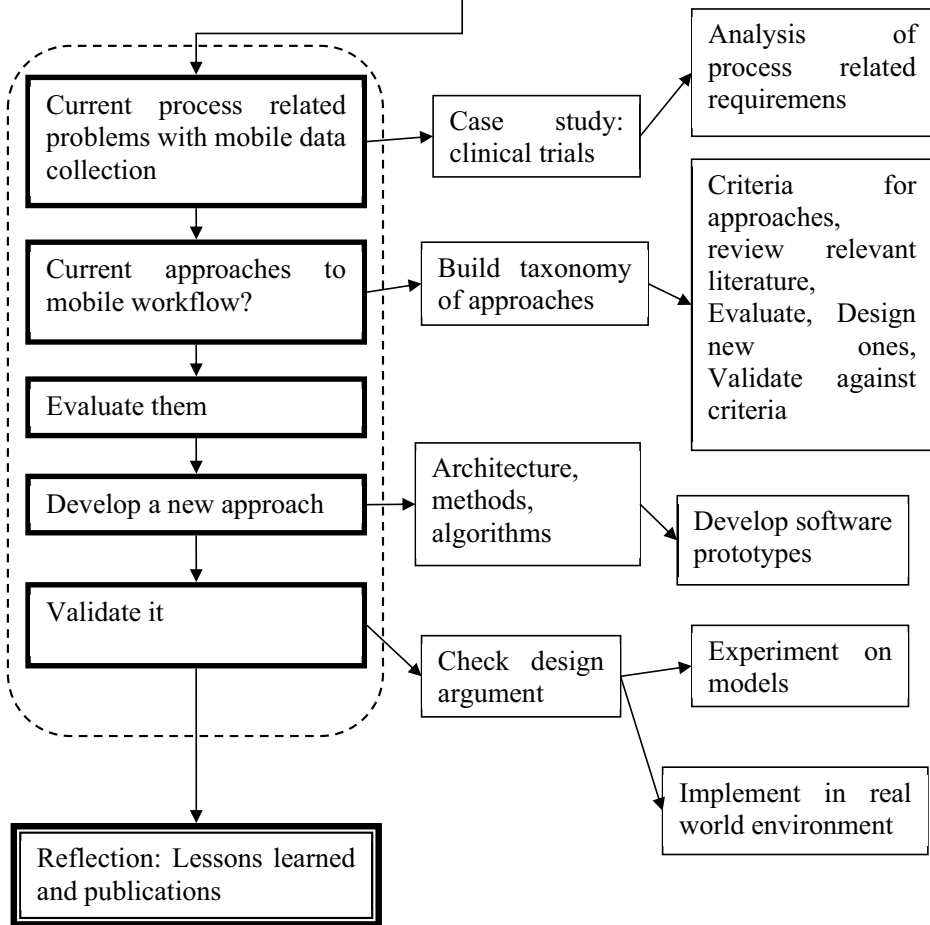 Current process related
problems with mobile data
collection
Case study:
clinical trials
Analysis of
process related
requiremens
Current approaches to
mobile workflow?
Build taxonomy
of approaches
Criteria for
approaches,
review relevant
literature,
Evaluate, Design
new ones,
Validate against
criteria
Evaluate them
Develop a new approach
Architecture,
methods,
algorithms
Develop software
prototypes
Validate it
Check design
argument
Experiment on
models
Implement in real
world environment
Reflection: Lessons learned
and publications